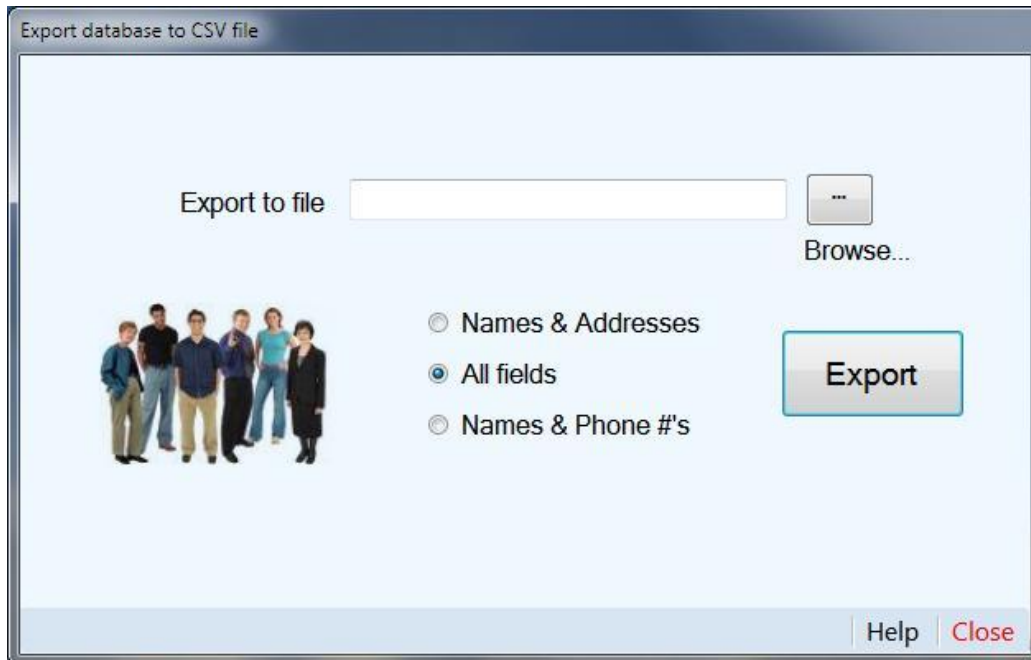 Export database to CSV file
Export to file
...
Browse...
Names & Addresses
All fields
Export
Names & Phone #'s
Help
Close